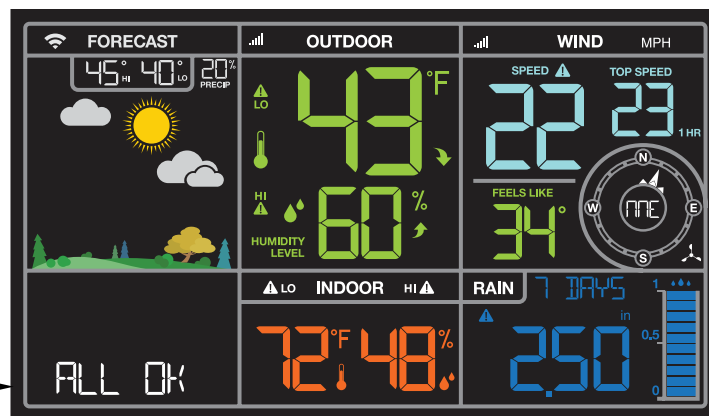 FORECAST
45° HI 40° LO 20% PRECIP
ALL OK
OUTDOOR
LO
43°F
HI
60%
HUMIDITY
LEVEL
WIND MPH
SPEED TOP SPEED
22 23
1 HR
FEELS LIKE
34°
N
W NNE E
S
LO INDOOR HI
72°F 48%
RAIN 7 DAYS
in
2.50
1
0.5
0